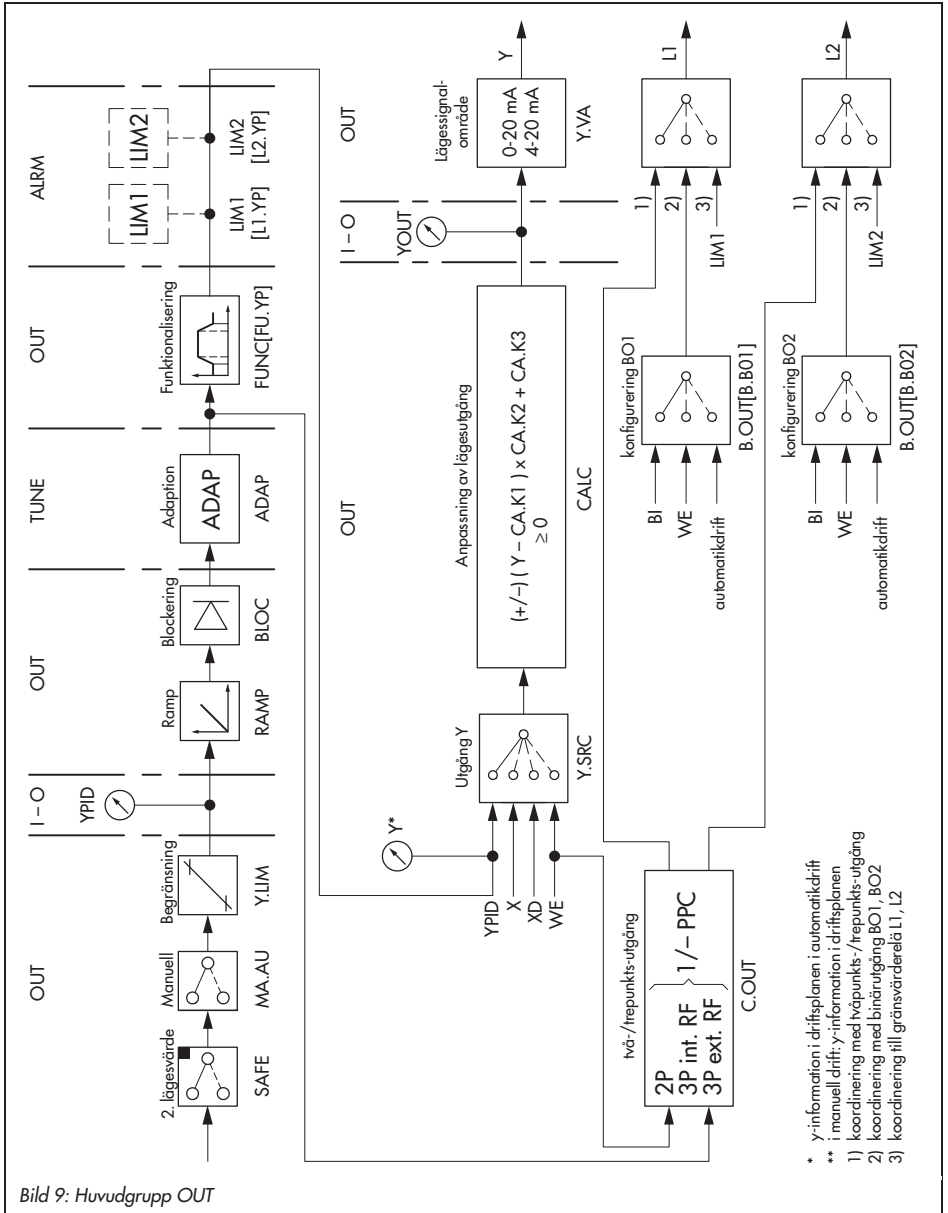 OUT
I – O
OUT
TUNE
OUT
ALRM
2. lägesvärde
SAFE
Manuell
MA.AU
Begränsning
Y.LIM
YPID
Ramp
RAMP
Blockering
BLOC
Adaption
ADAP
ADAP
Funktionalisering
FUNC[FU.YP]
LIM1
LIM1
[L1.YP]
LIM2
LIM2
[L2.YP]
OUT
I – O
OUT
Y*
YPID
X
XD
WE
Utgång Y
Y.SRC
Anpassning av lägesutgång
(+/–) ( Y – CA.K1 ) x CA.K2 + CA.K3
≥ 0
CALC
YOUT
Lägessignal-
område
0-20 mA
4-20 mA
Y.VA
Y
två-/trepunkts-utgång
2P
3P int. RF
3P ext. RF
1/– PPC
C.OUT
BI
WE
automatikdrift
konfigurering BO1
B.OUT[B.B01]
1)
2)
3)
LIM1
L1
BI
WE
automatikdrift
konfigurering BO2
B.OUT[B.B02]
1)
2)
3)
LIM2
L2
* y-information i driftsplanen i automatikdrift
** i manuell drift: y-information i driftsplanen
1) koordinering med tvåpunkts-/trepunkts-utgång
2) koordinering med binärutgång BO1, BO2
3) koordinering till gränsvärderelä L1, L2
Bild 9: Huvudgrupp OUT